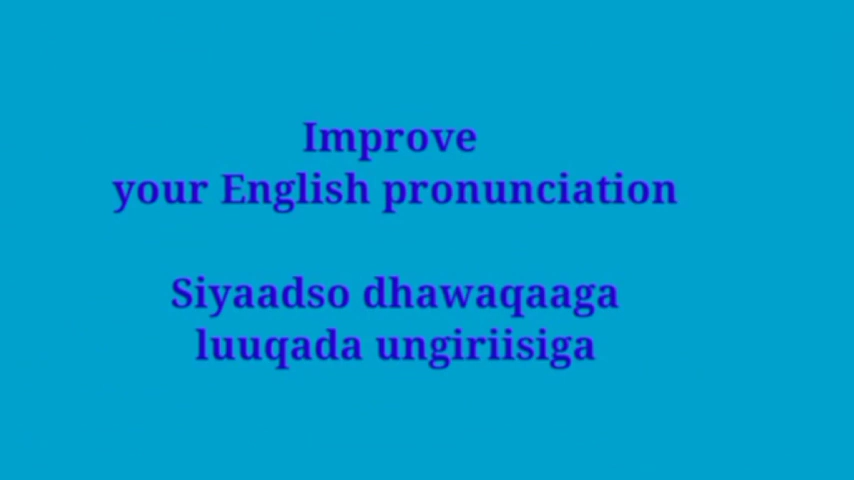 Improve
your English pronunciation
Siyaadso dhawaqaaga
luuqada ungiriisiga